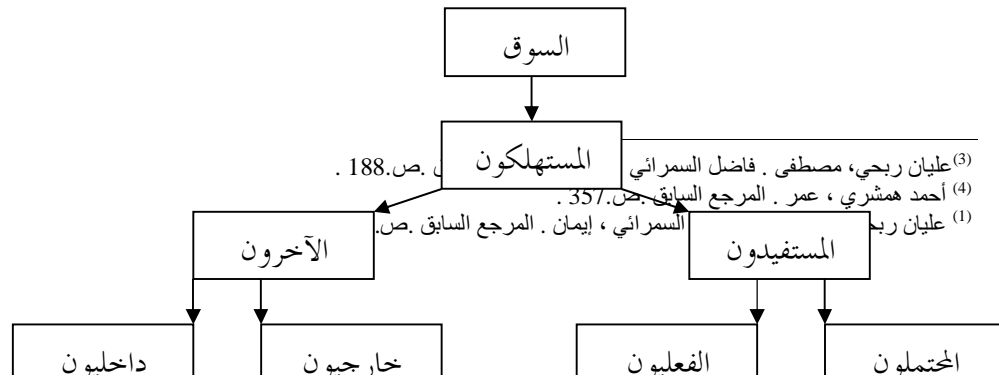 السوق
المستهلكون
(3) عليان ربحي، مصطفى . فاضل السمرائي ص.188 .
(4) أحمد همشري ، عمر . المرجع السابق .ص.357 .
(1) عليان ربحي السمرائي ، إيمان . المرجع السابق .ص.
الآخرون المستفيدون
داخليون خارجيون الفعليون المحتملون